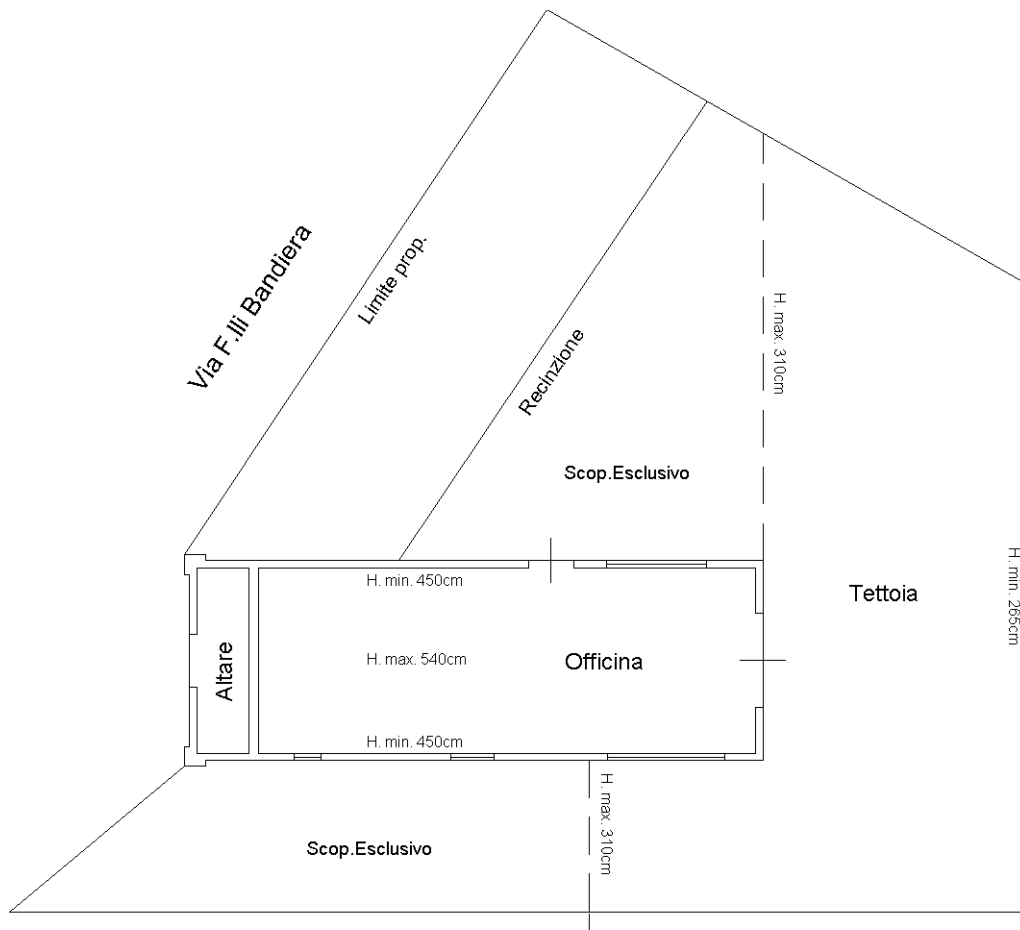 Via F.lli Bandiera
Limite prop.
Recinzione
H. max. 310cm
Scop.Esclusivo
H. min. 450cm
H. max. 540cm
Officina
Altare
H. min. 450cm
Tettoia
H. min. 265cm
H. max. 310cm
Scop.Esclusivo